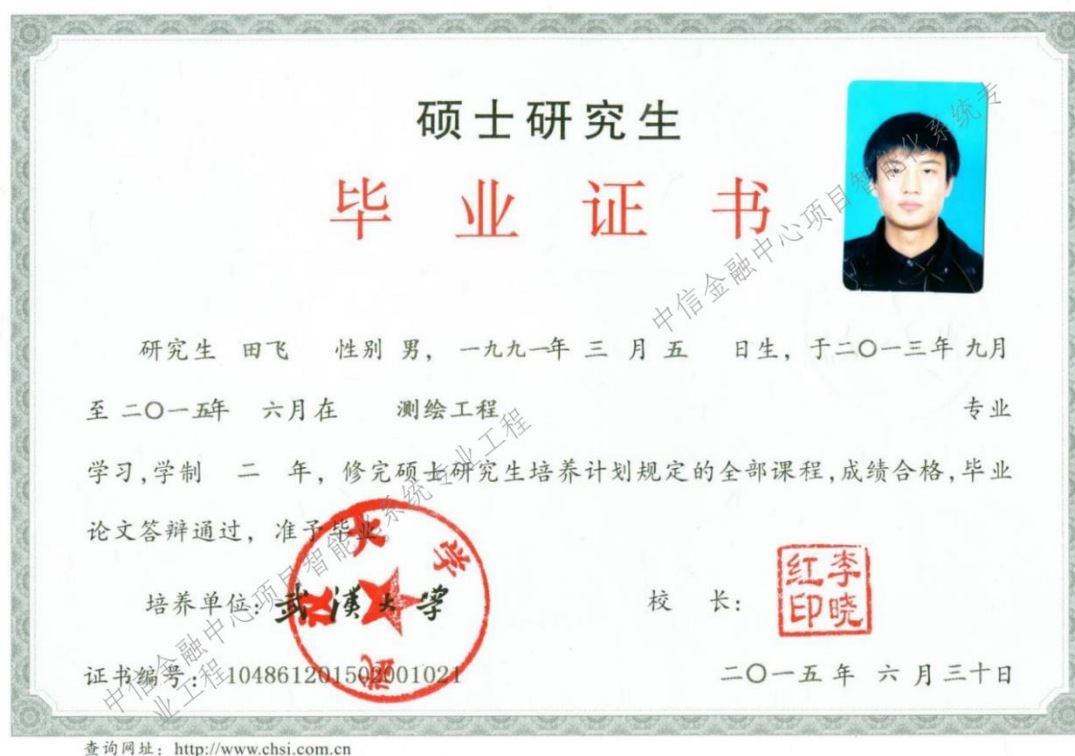 硕士研究生
毕业证书
研究生 田飞 性别 男，一九九一年 三 月 五 日生，于二〇一三年 九月
至 二〇一五年 六月在 测绘工程 专业
学习，学制 二 年，修完硕士研究生培养计划规定的全部课程，成绩合格，毕业
论文答辩通过，准予毕业。
培养单位：武漢大学
武汉大学
校 长：
李晓红印
证书编号：104861201502001021
二〇一五年 六 月 三十日
查询网址：http://www.chsi.com.cn
中信金融中心项目智能化系统专
业工程
中信金融中心项目智能化系统专业工程